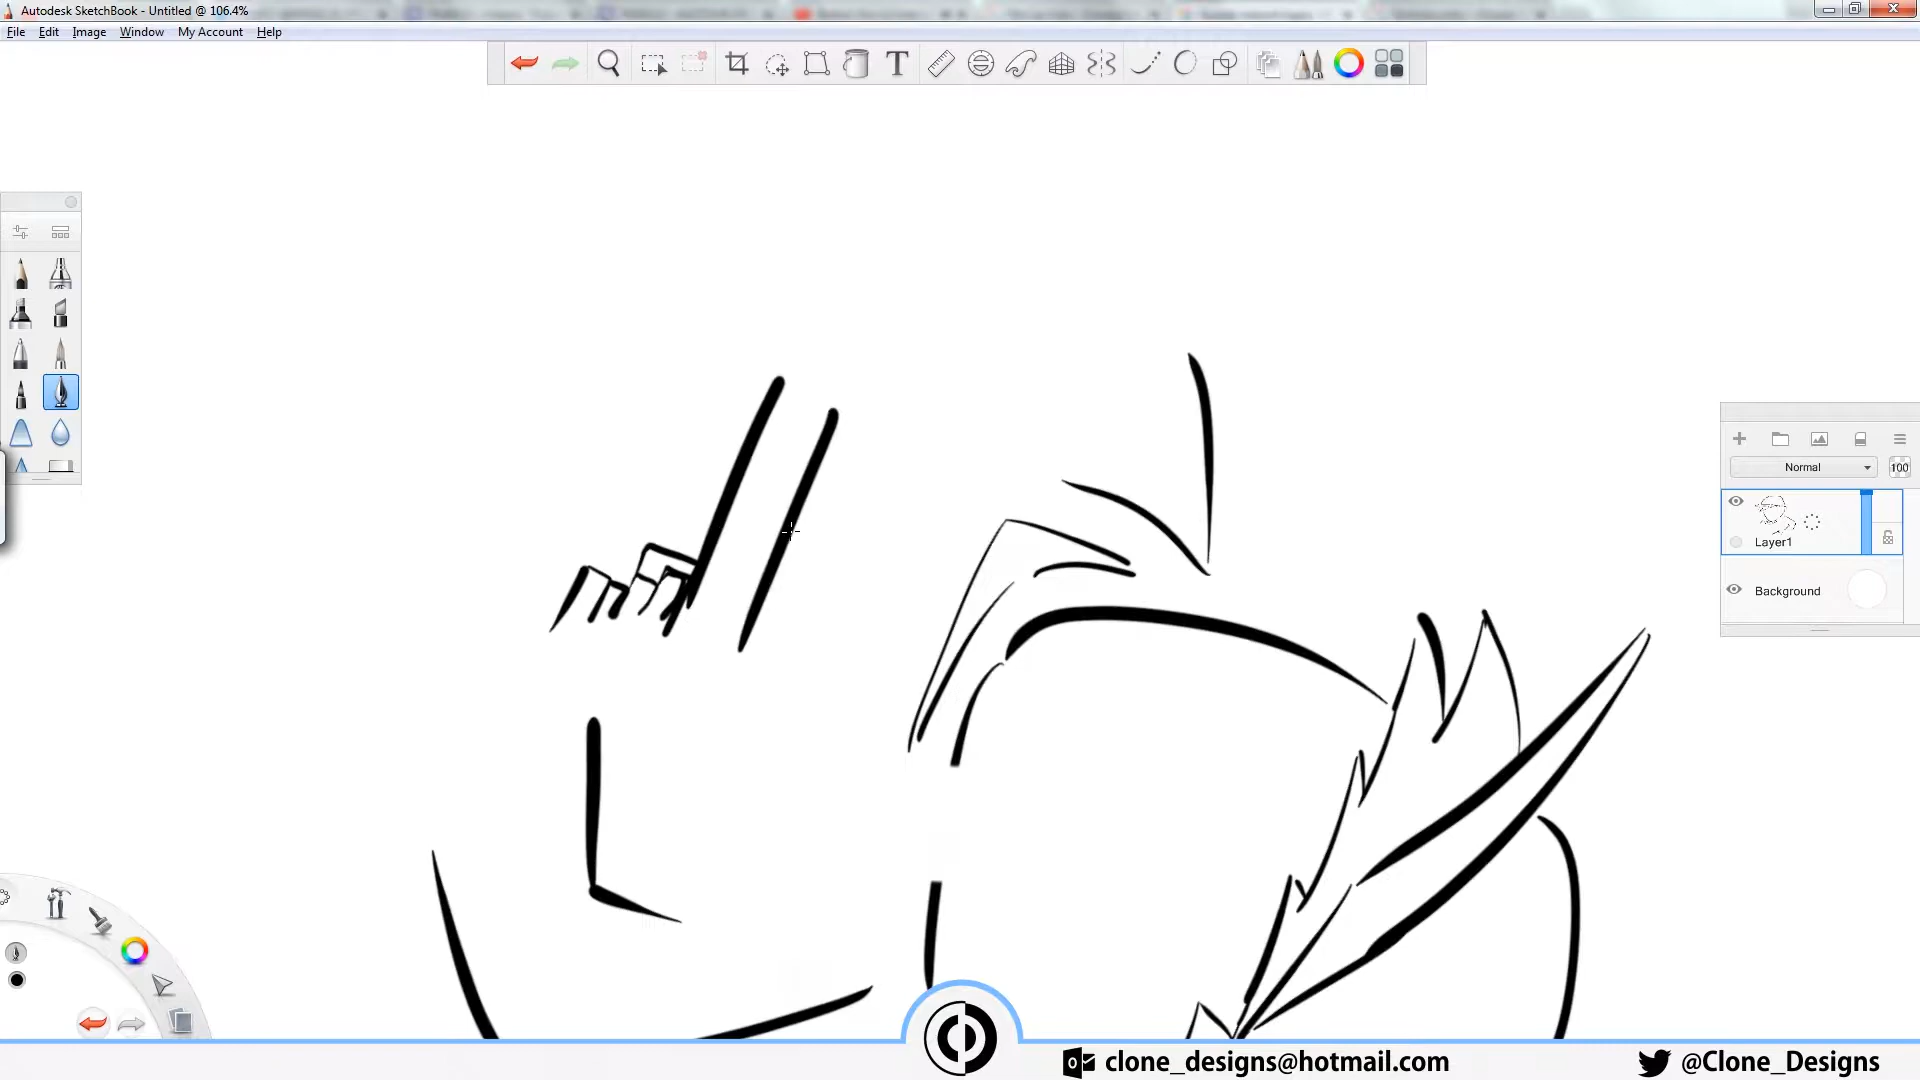 Autodesk SketchBook - Untitled @ 106.4%
File Edit Image Window My Account Help
T
Normal 100
Layer1
Background
clone_designs@hotmail.com @Clone_Designs